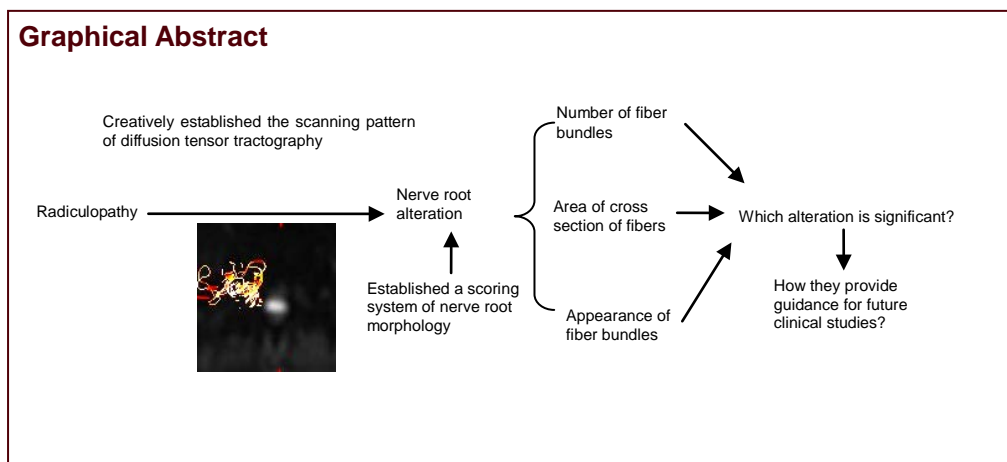 Graphical Abstract
Creatively established the scanning pattern
of diffusion tensor tractography
Radiculopathy
Nerve root
alteration
Established a scoring
system of nerve root
morphology
Number of fiber
bundles
Area of cross
section of fibers
Appearance of
fiber bundles
Which alteration is significant?
How they provide
guidance for future
clinical studies?